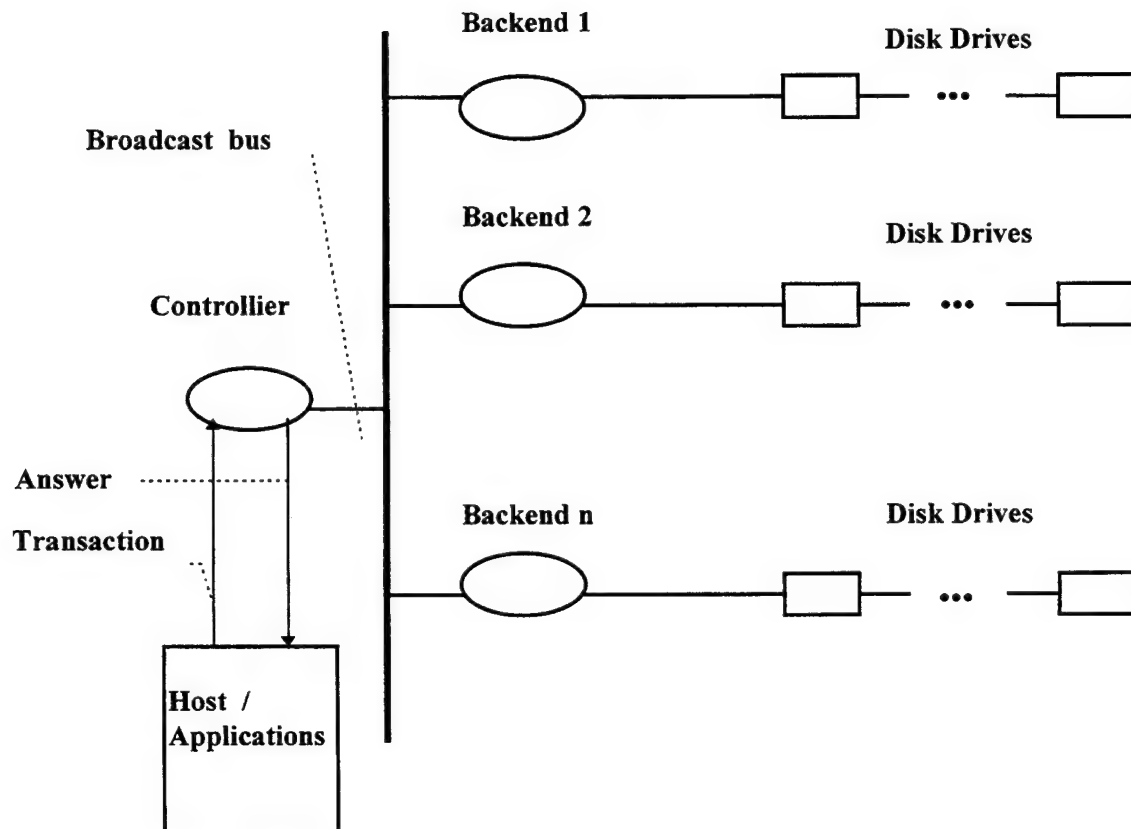 Backend 1
Disk Drives
Broadcast bus
Backend 2
Disk Drives
Controllier
Answer
Backend n
Disk Drives
Transaction
Host /
Applications